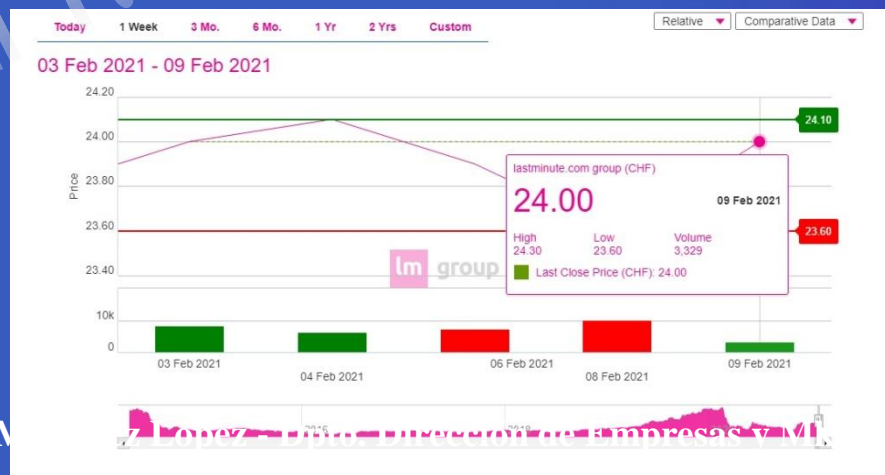 Today 1 Week 3 Mo. 6 Mo. 1 Yr 2 Yrs Custom Relative Comparative Data
03 Feb 2021 - 09 Feb 2021
24.20
24.10
24.00
lastminute.com group (CHF)
24.00
09 Feb 2021
High Low Volume
24.30 23.60 3,329
Last Close Price (CHF): 24.00
23.80
Price
23.60
23.60
23.40
lm group
10k
0
03 Feb 2021
04 Feb 2021
06 Feb 2021
08 Feb 2021
09 Feb 2021
z López - Dpto. Dirección de Empresas y M